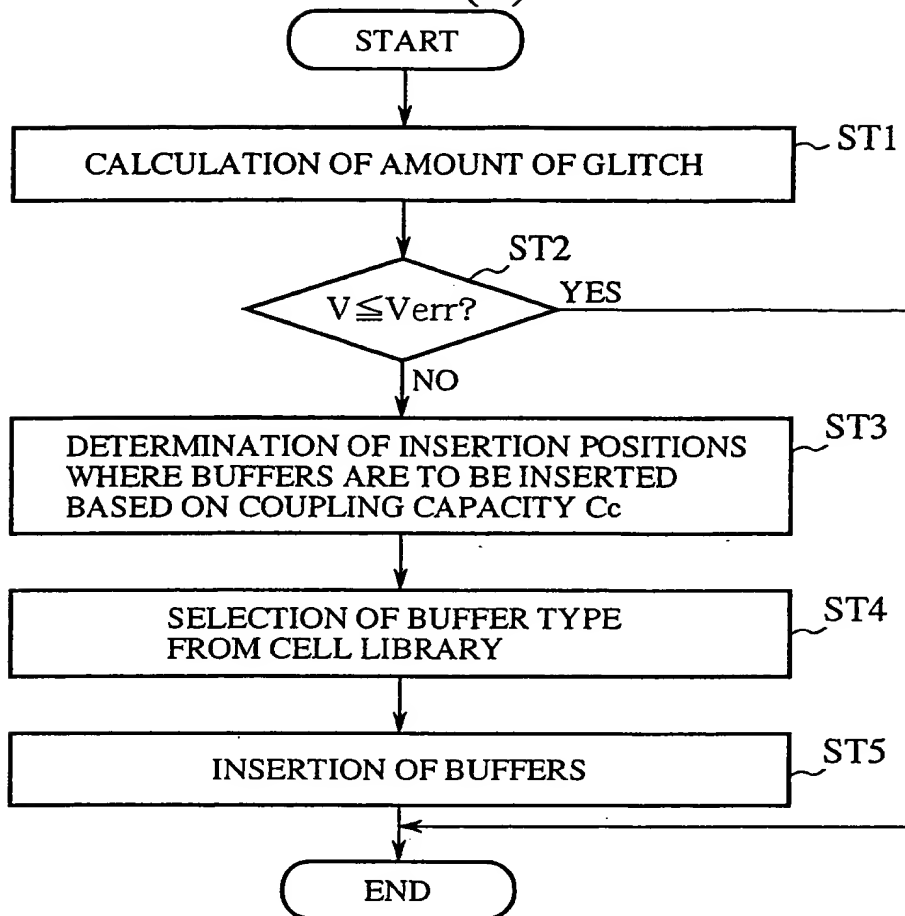 START
CALCULATION OF AMOUNT OF GLITCH
ST1
ST2
V≦Verr?
YES
NO
DETERMINATION OF INSERTION POSITIONS
WHERE BUFFERS ARE TO BE INSERTED
BASED ON COUPLING CAPACITY Cc
ST3
SELECTION OF BUFFER TYPE
FROM CELL LIBRARY
ST4
INSERTION OF BUFFERS
ST5
END